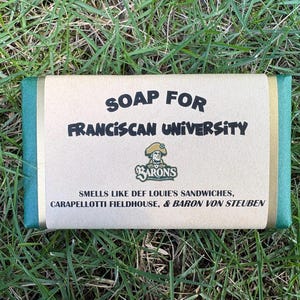 SOAP FOR
FRANCISCAN UNIVERSITY
BARONS
SMELLS LIKE DEF LOUIE'S SANDWICHES,
CARAPELLOTTI FIELDHOUSE, & BARON VON STEUBEN